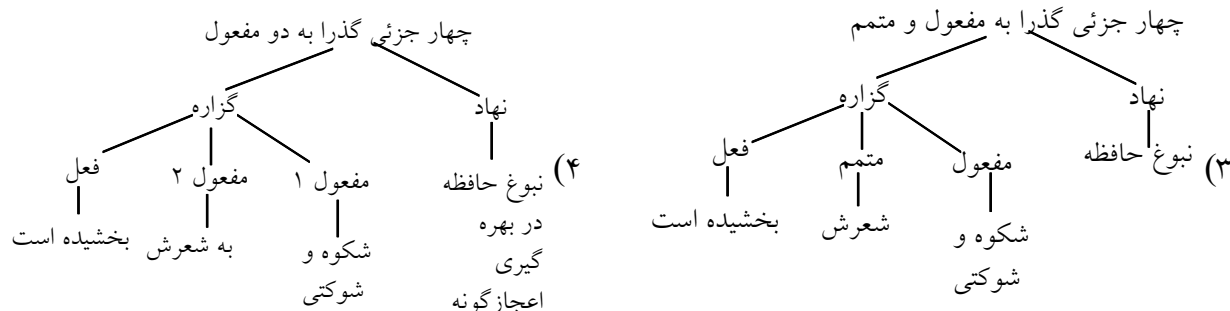 چهار جزئی گذرا به مفعول و متمم
نهاد
گزاره
۳) نبوغ حافظه
مفعول
متمم
فعل
شکوه و
شوکتی
شعرش
بخشیده است
چهار جزئی گذرا به دو مفعول
نهاد
گزاره
۴) نبوغ حافظه
در بهره
گیری
اعجازگونه
مفعول ۱
مفعول ۲
فعل
شکوه و
شوکتی
به شعرش
بخشیده است